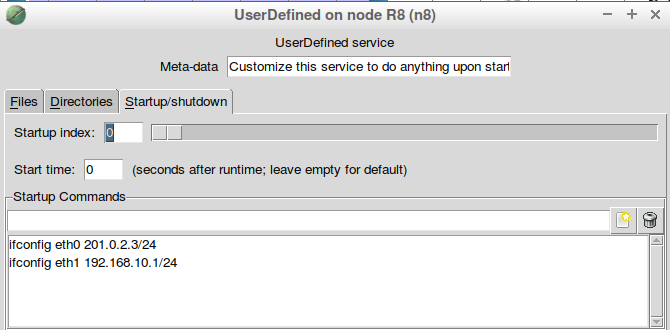 UserDefined on node R8 (n8)
UserDefined service
Meta-data Customize this service to do anything upon start
Files Directories Startup/shutdown
Startup index: 0
Start time: 0 (seconds after runtime; leave empty for default)
Startup Commands
ifconfig eth0 201.0.2.3/24
ifconfig eth1 192.168.10.1/24